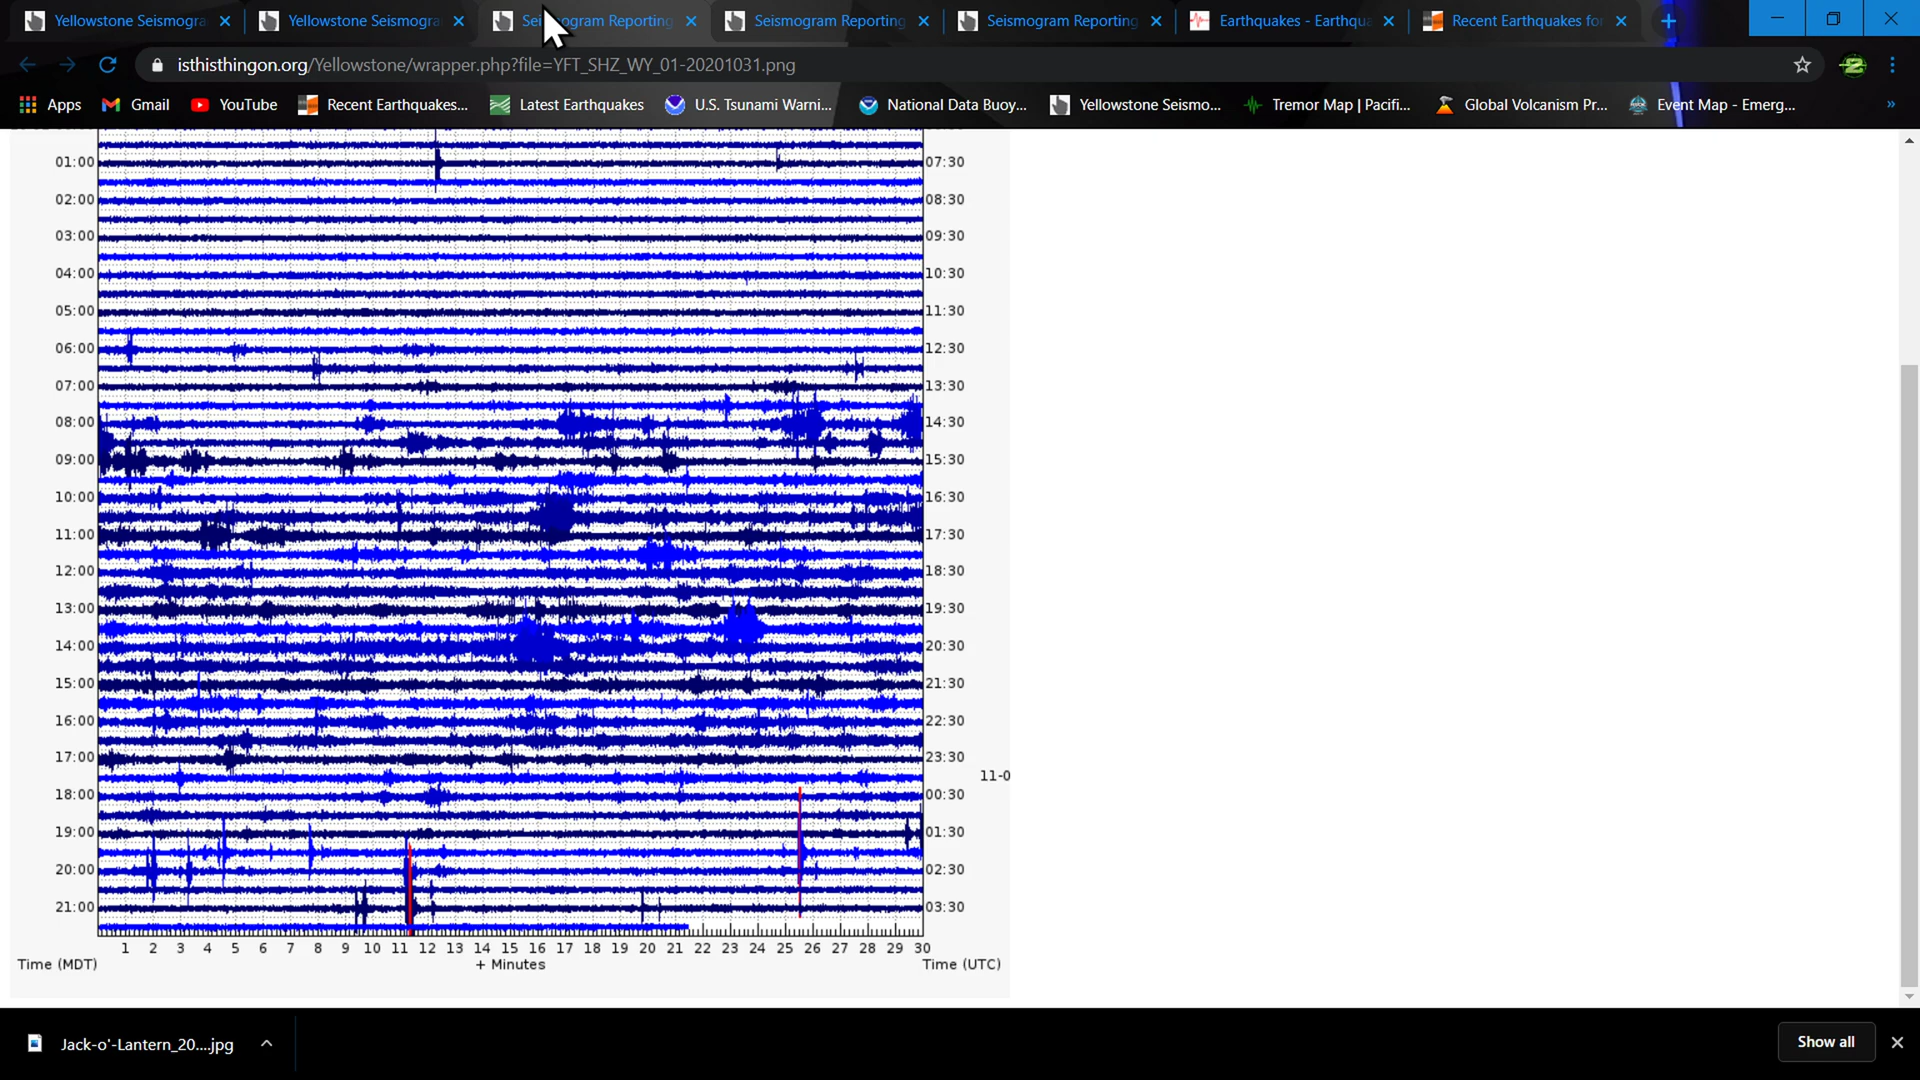 Yellowstone Seismogra
Yellowstone Seismogra
Seis ogram Reporting
Seismogram Reporting
Seismogram Reporting
Earthquakes - Earthqua
Recent Earthquakes for
isthisthingon.org/Yellowstone/wrapper.php?file=YFT_SHZ_WY_01-20201031.png
Apps Gmail YouTube Recent Earthquakes... Latest Earthquakes U.S. Tsunami Warni... National Data Buoy... Yellowstone Seismo... Tremor Map | Pacifi... Global Volcanism Pr... Event Map - Emerg... »
01:00 07:30
02:00 08:30
03:00 09:30
04:00 10:30
05:00 11:30
06:00 12:30
07:00 13:30
08:00 14:30
09:00 15:30
10:00 16:30
11:00 17:30
12:00 18:30
13:00 19:30
14:00 20:30
15:00 21:30
16:00 22:30
17:00 23:30
11-0
18:00 00:30
19:00 01:30
20:00 02:30
21:00 03:30
1 2 3 4 5 6 7 8 9 10 11 12 13 14 15 16 17 18 19 20 21 22 23 24 25 26 27 28 29 30
Time (MDT) + Minutes Time (UTC)
Jack-o'-Lantern_20....jpg
Show all